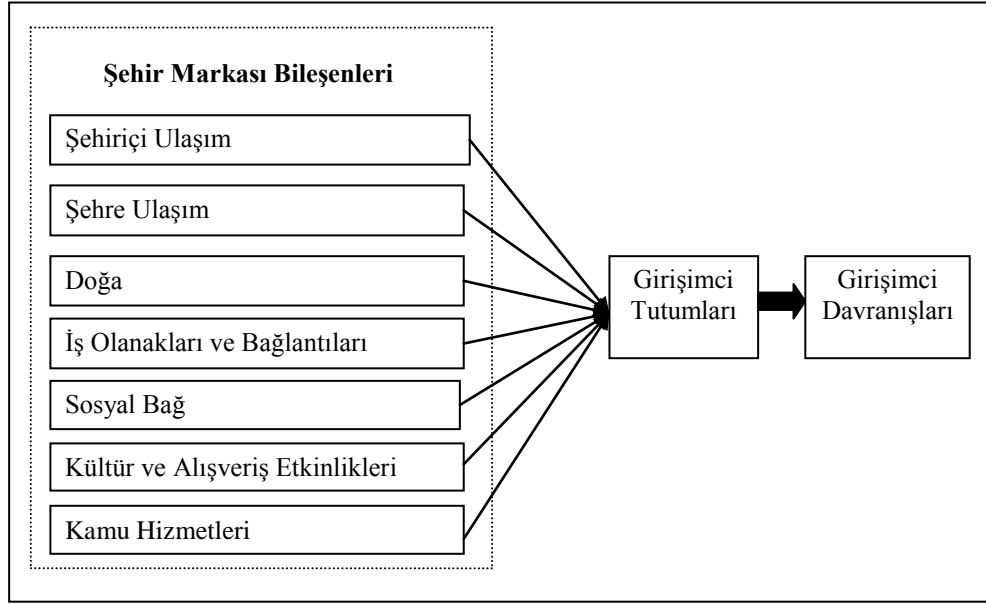 Şehir Markası Bileşenleri
Şehiriçi Ulaşım
Şehre Ulaşım
Doğa
İş Olanakları ve Bağlantıları
Sosyal Bağ
Kültür ve Alışveriş Etkinlikleri
Kamu Hizmetleri
Girişimci
Tutumları
Girişimci
Davranışları